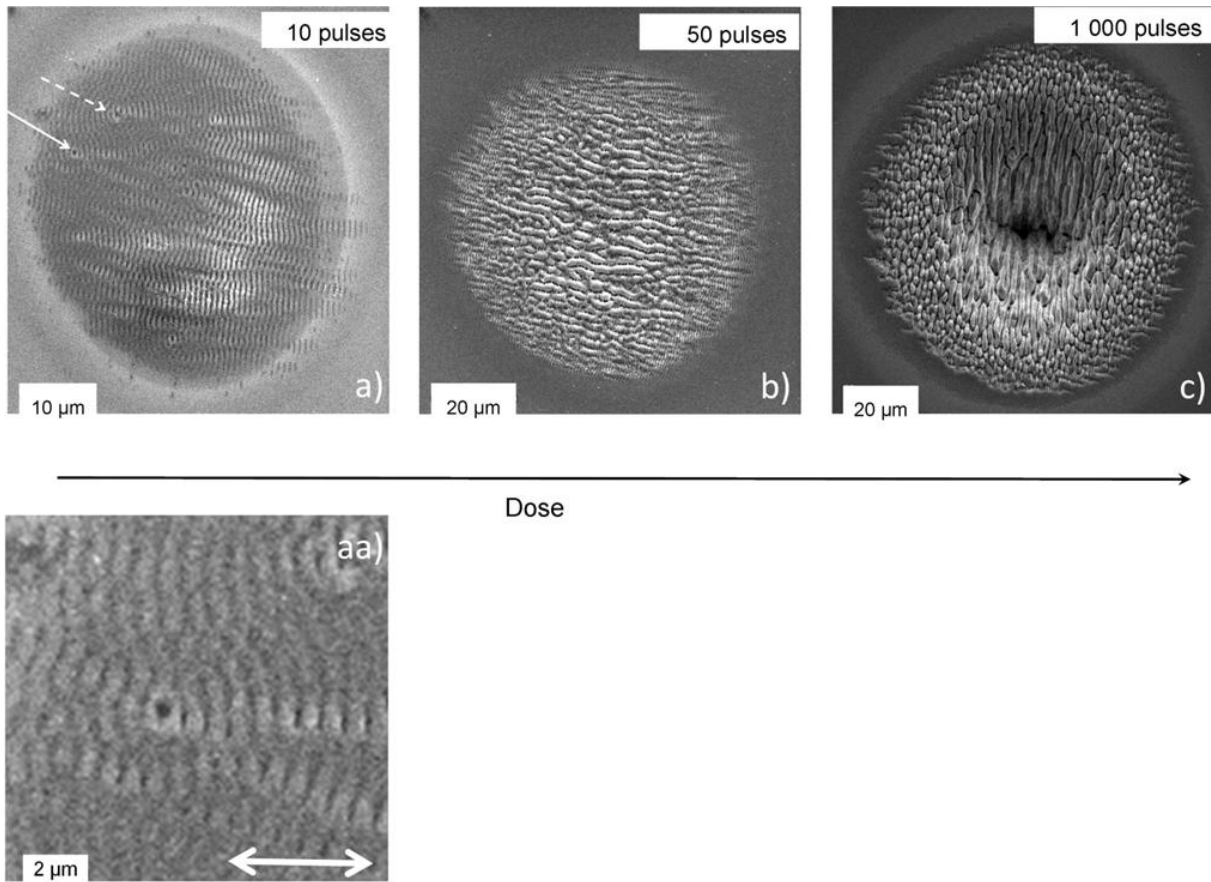 10 pulses
50 pulses
1 000 pulses
a)
b)
c)
10 µm
20 µm
20 µm
Dose
aa)
2 µm